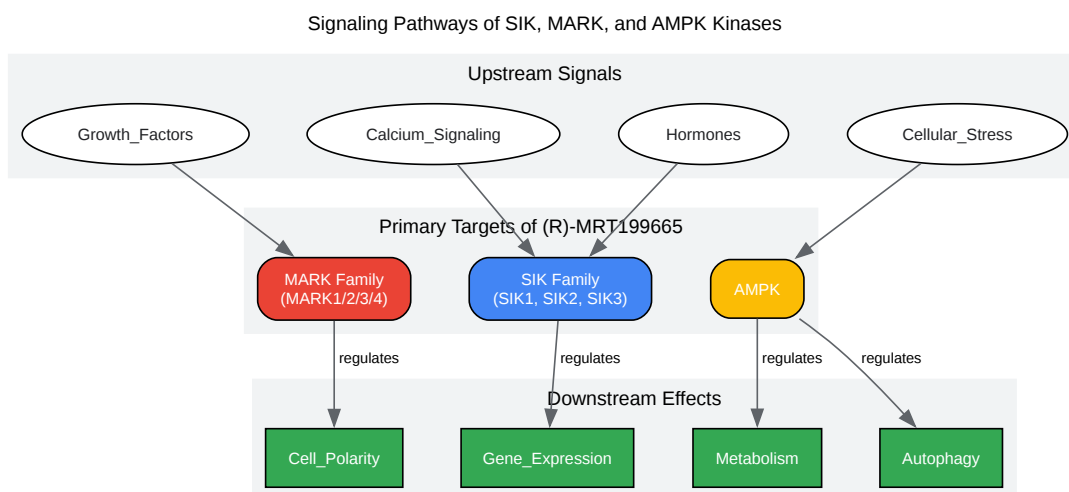 Signaling Pathways of SIK, MARK, and AMPK Kinases
Upstream Signals
Growth_Factors
Calcium_Signaling
Hormones
Cellular_Stress
Primary Targets of (R)-MRT199665
MARK Family
(MARK1/2/3/4)
SIK Family
(SIK1, SIK2, SIK3)
AMPK
regulates
regulates
regulates
regulates
Downstream Effects
Cell_Polarity
Gene_Expression
Metabolism
Autophagy